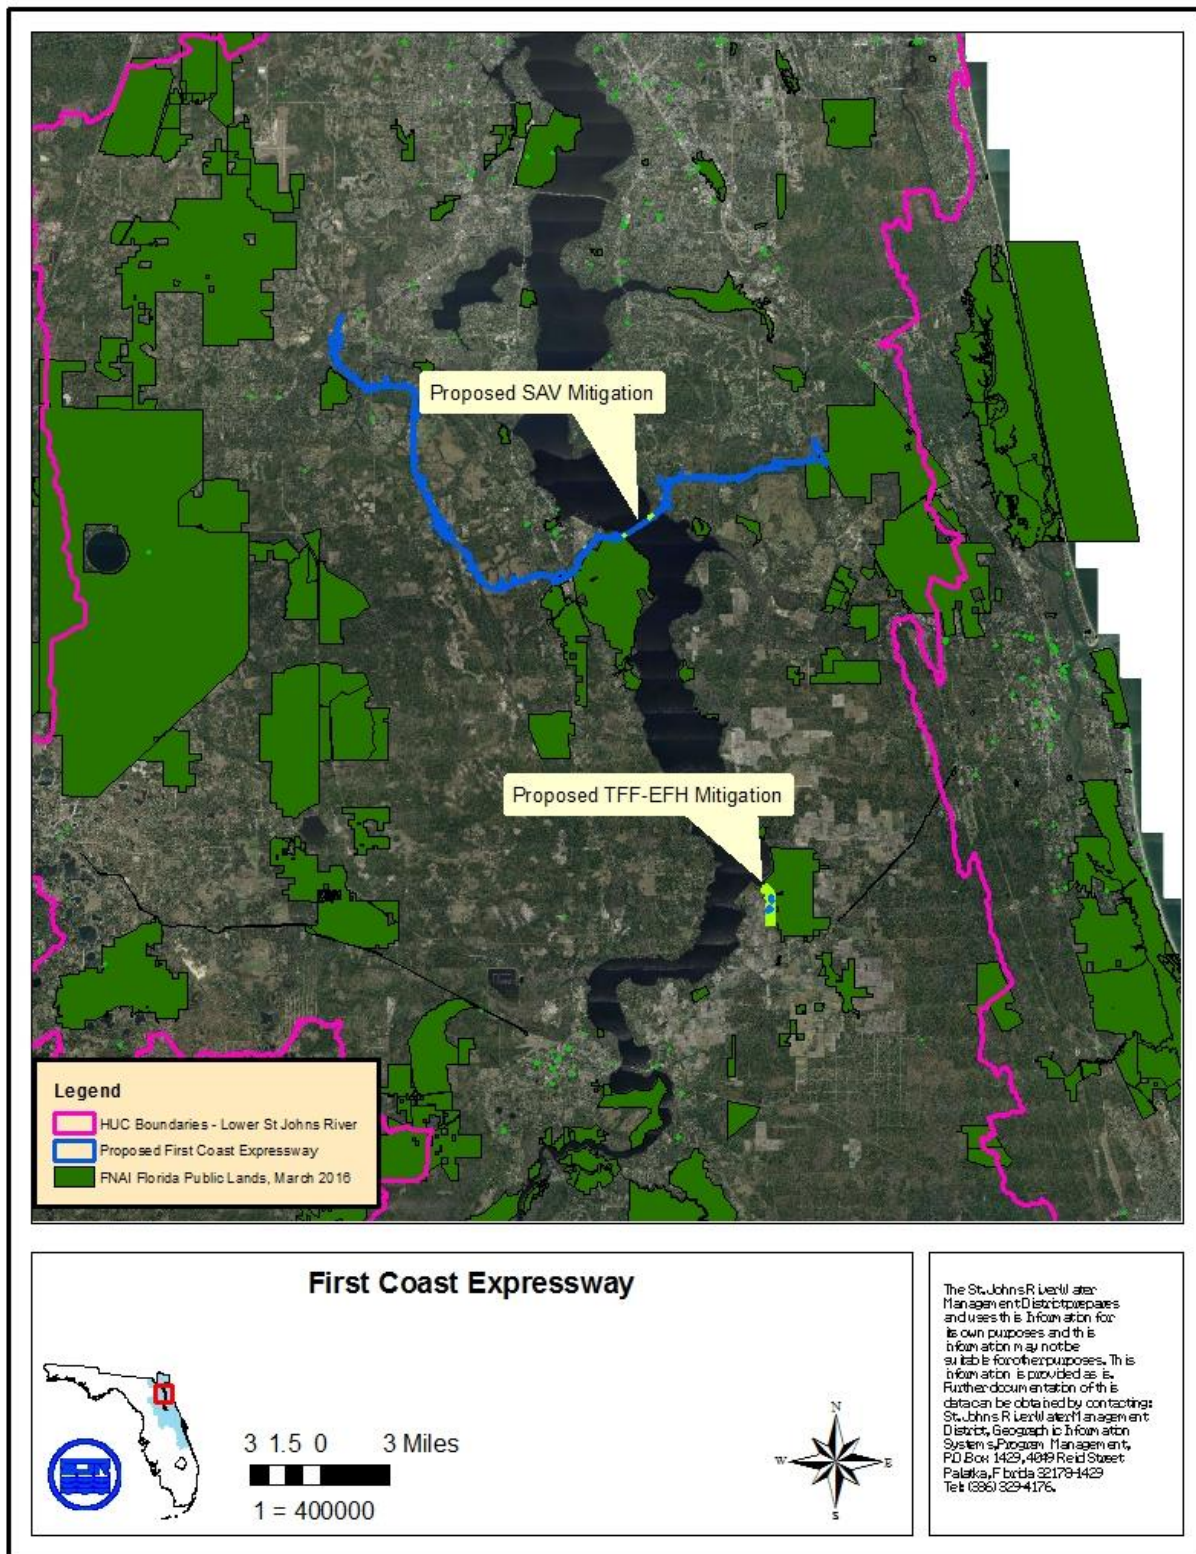 Proposed SAV Mitigation
Proposed TFF-EFH Mitigation
Legend
HUC Boundaries - Lower St Johns River
Proposed First Coast Expressway
FNAI Florida Public Lands, March 2016
First Coast Expressway
3 1.5 0 3 Miles
1 = 400000
N
W E
S
The St. Johns River Water
Management District prepares
and uses this Information for
its own purposes and this
information may not be
suitable for other purposes. This
information is provided as is.
Further documentation of this
data can be obtained by contacting:
St. Johns River Water Management
District, Geographic Information
Systems, Program Management,
P.O.Box 1429, 4049 Reid Street
Palatka, Florida 32178-1429
Tel: (386) 329-4176.